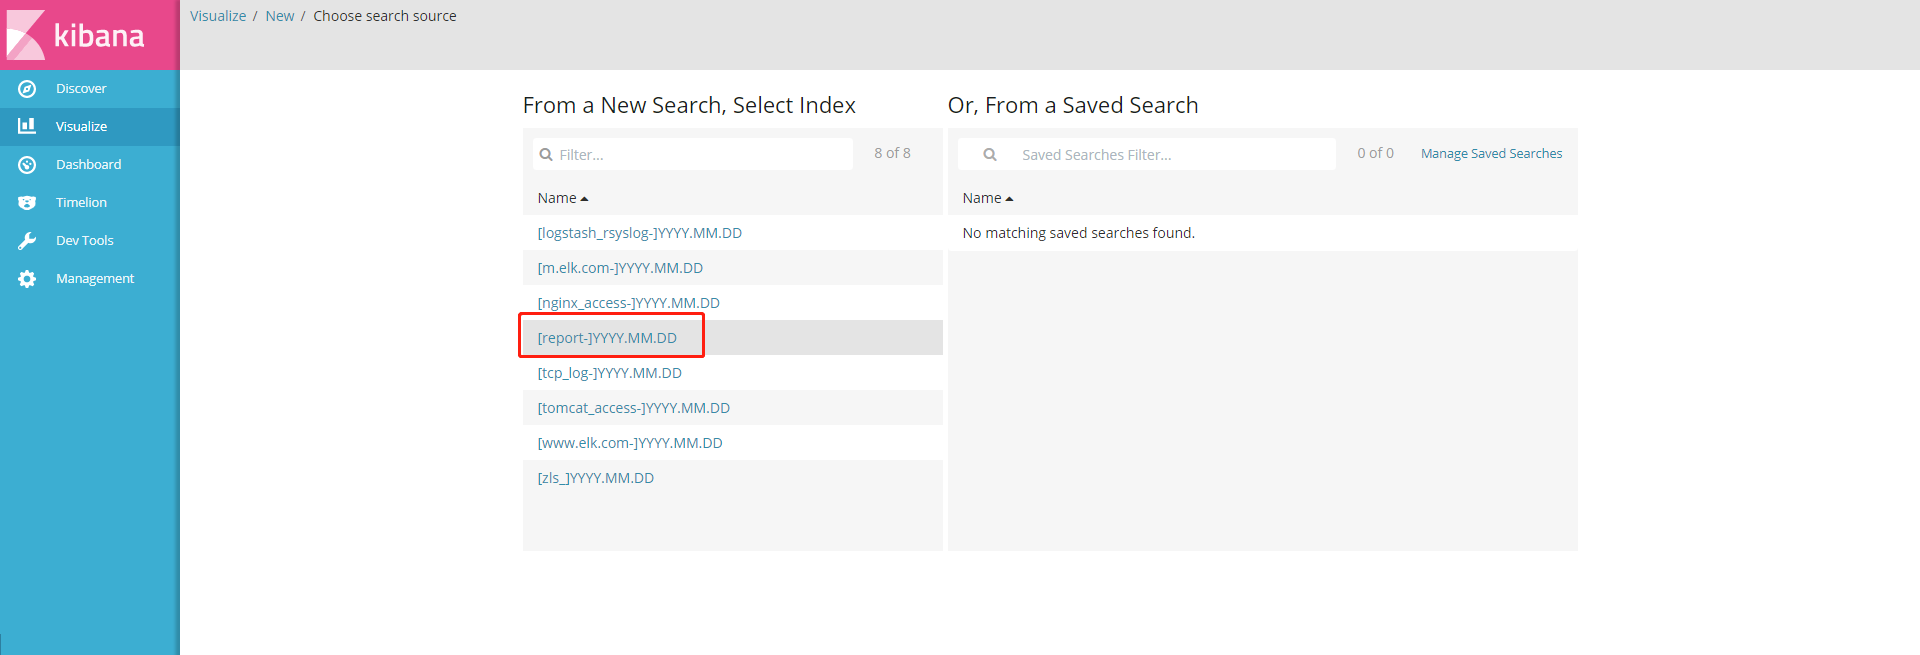 kibana
Discover
Visualize
Dashboard
Timelion
Dev Tools
Management
Visualize / New / Choose search source
From a New Search, Select Index
Filter...
8 of 8
Name
[logstash_rsyslog-]YYYY.MM.DD
[m.elk.com-]YYYY.MM.DD
[nginx_access-]YYYY.MM.DD
[report-]YYYY.MM.DD
[tcp_log-]YYYY.MM.DD
[tomcat_access-]YYYY.MM.DD
[www.elk.com-]YYYY.MM.DD
[zls_]YYYY.MM.DD
Or, From a Saved Search
Saved Searches Filter...
0 of 0
Manage Saved Searches
Name
No matching saved searches found.